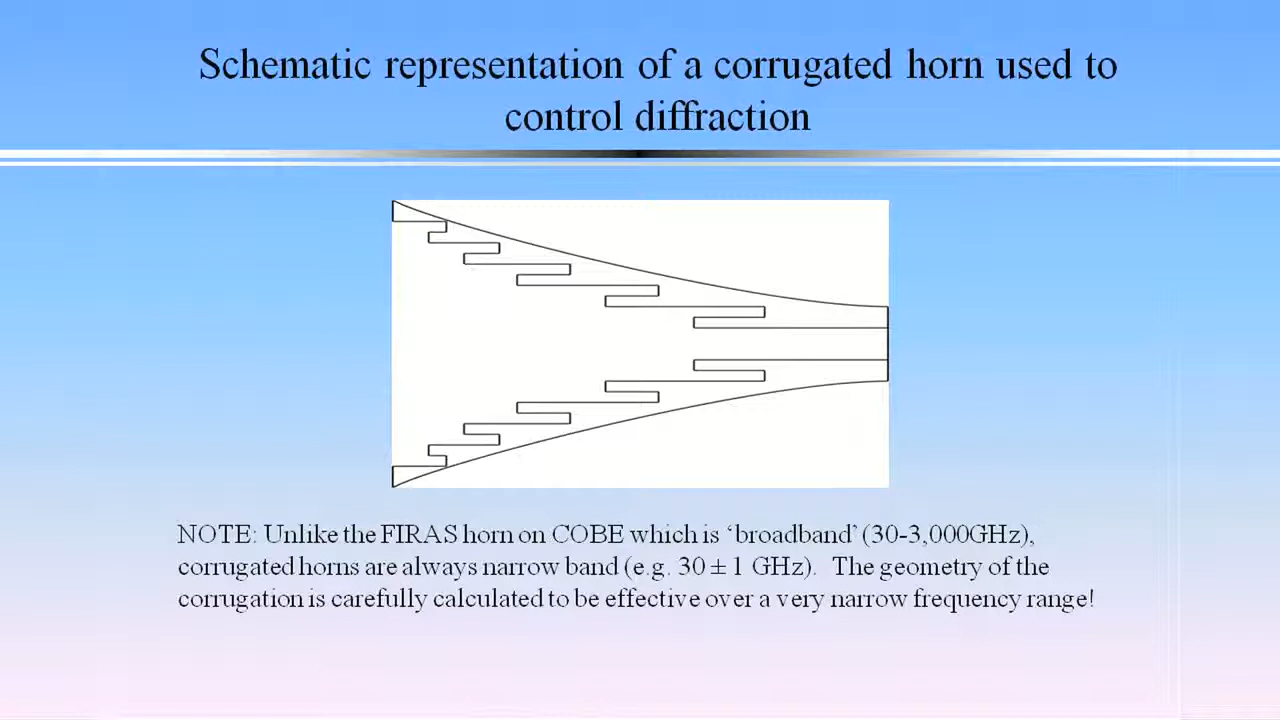 Schematic representation of a corrugated horn used to
control diffraction
NOTE: Unlike the FIRAS horn on COBE which is ‘broadband’ (30-3,000GHz),
corrugated horns are always narrow band (e.g. 30 ± 1 GHz). The geometry of the
corrugation is carefully calculated to be effective over a very narrow frequency range!